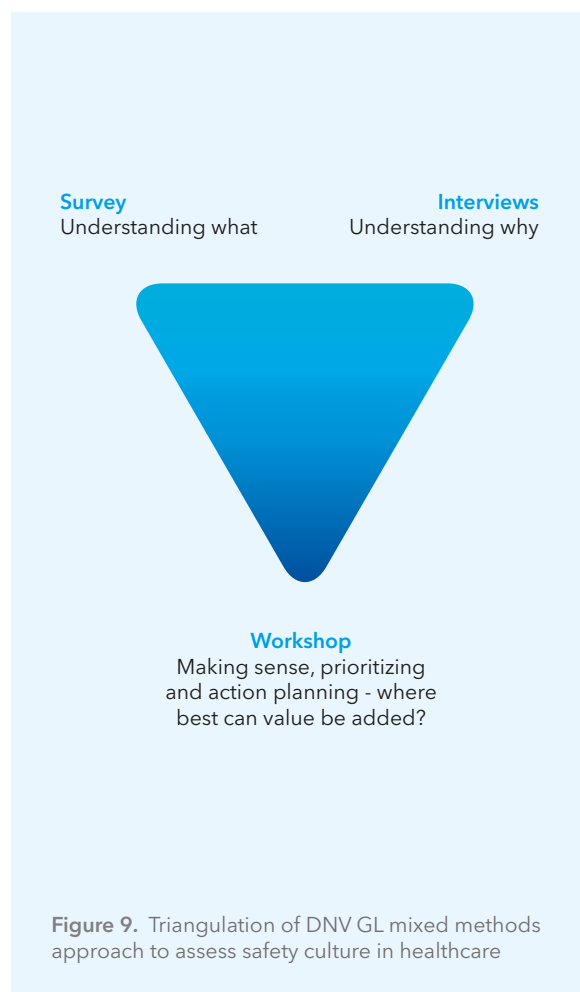 Survey
Understanding what
Interviews
Understanding why
Workshop
Making sense, prioritizing
and action planning - where
best can value be added?
Figure 9. Triangulation of DNV GL mixed methods
approach to assess safety culture in healthcare